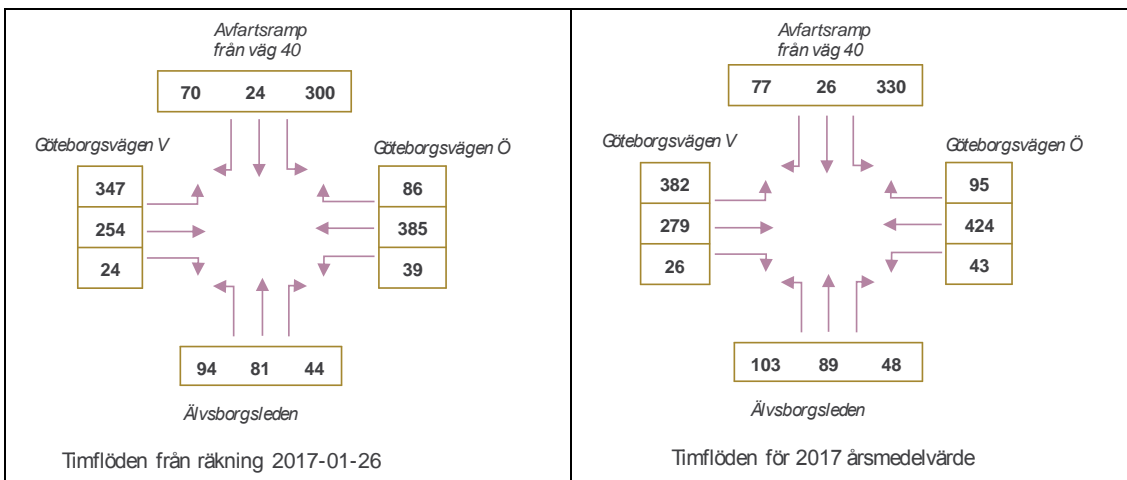 Avfartsramp
från väg 40
70 24 300
Göteborgsvägen V
Göteborgsvägen Ö
347
254
24
86
385
39
94 81 44
Älvsborgsleden
Timflöden från räkning 2017-01-26
Avfartsramp
från väg 40
77 26 330
Göteborgsvägen V
Göteborgsvägen Ö
382
279
26
95
424
43
103 89 48
Älvsborgsleden
Timflöden för 2017 årsmedelvärde